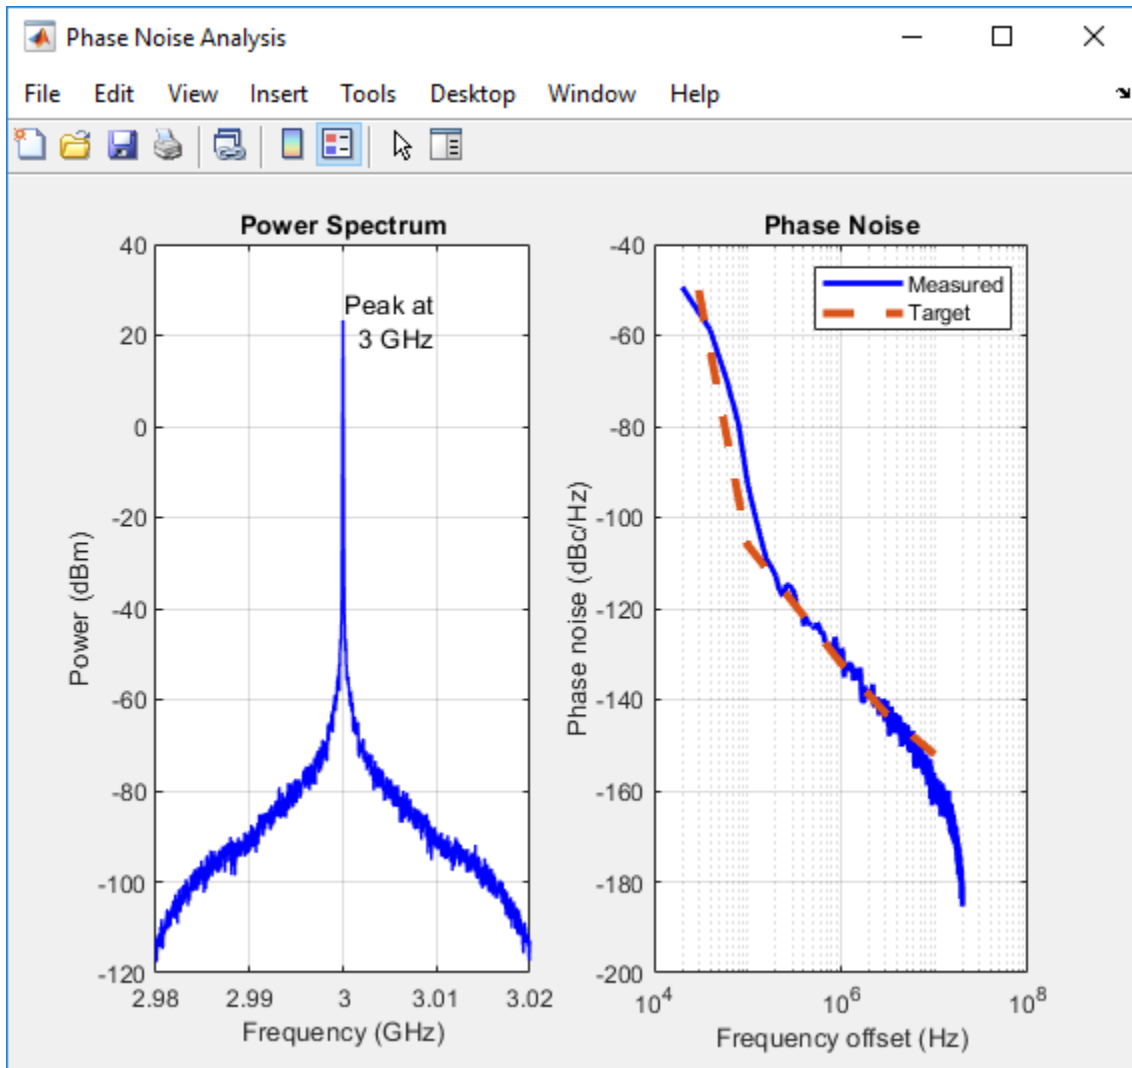 Phase Noise Analysis
File Edit View Insert Tools Desktop Window Help
Power Spectrum
40
20
0
-20
-40
-60
-80
-100
-120
Power (dBm)
Peak at
3 GHz
2.98 2.99 3 3.01 3.02
Frequency (GHz)
Phase Noise
-40
-60
-80
-100
-120
-140
-160
-180
-200
Phase noise (dBc/Hz)
Measured
Target
10^4 10^6 10^8
Frequency offset (Hz)